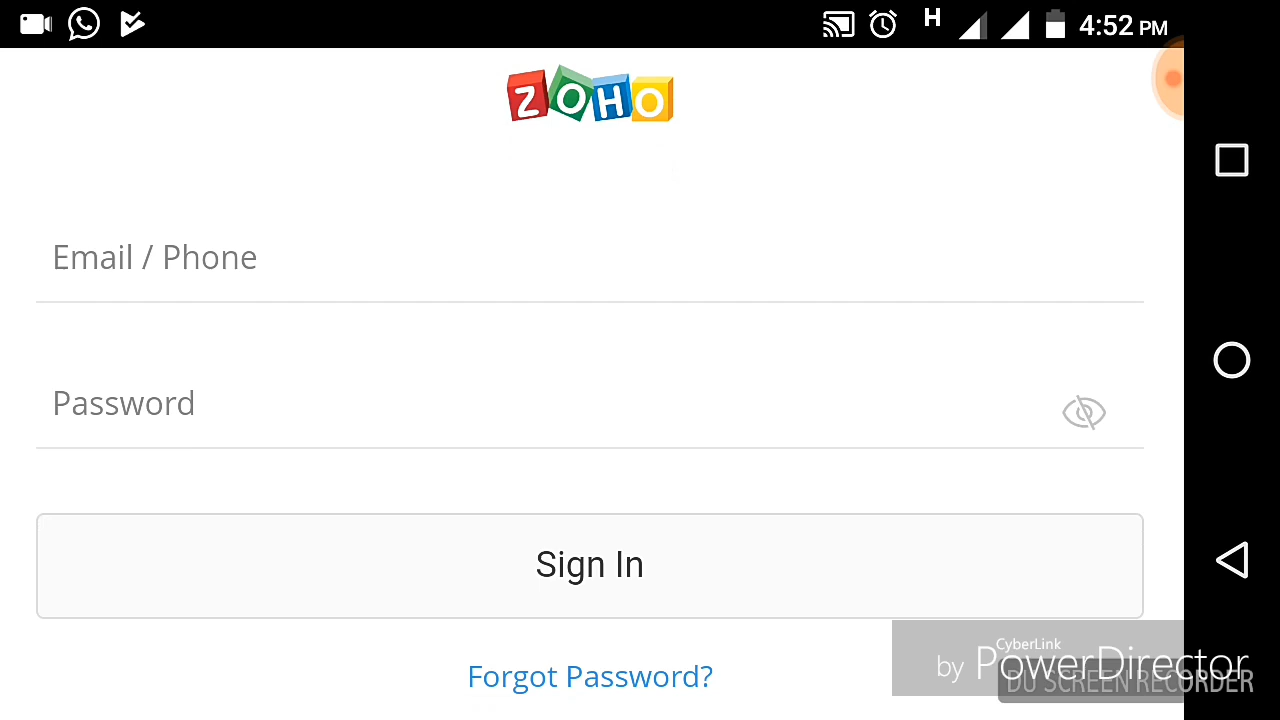 H 4:52 PM
ZOHO
Email / Phone
Password
Sign In
Forgot Password?
CyberLink
by PowerDirector
DU SCREEN RECORDER